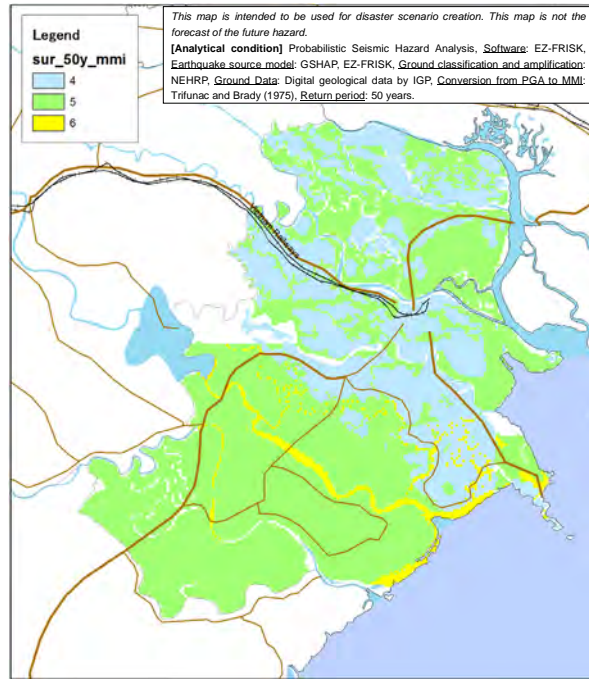 This map is intended to be used for disaster scenario creation. This map is not the
forecast of the future hazard.
[Analytical condition] Probabilistic Seismic Hazard Analysis, Software: EZ-FRISK,
Earthquake source model: GSHAP, EZ-FRISK, Ground classification and amplification:
NEHRP, Ground Data: Digital geological data by IGP, Conversion from PGA to MMI:
Trifunac and Brady (1975), Return period: 50 years.
Legend
sur_50y_mmi
4
5
6